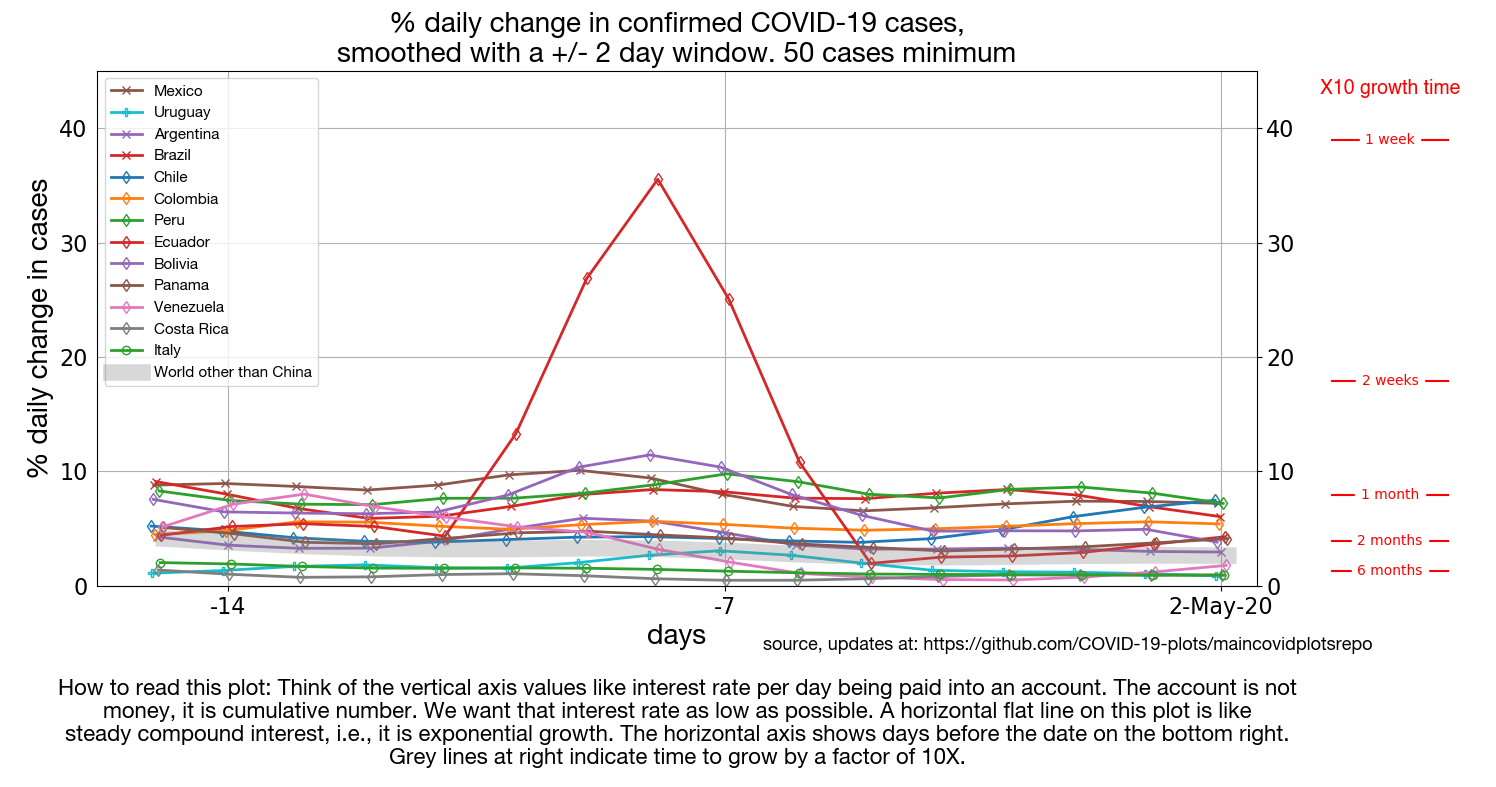 % daily change in confirmed COVID-19 cases,
smoothed with a +/- 2 day window. 50 cases minimum
X10 growth time
Mexico
Uruguay
Argentina
Brazil
Chile
Colombia
Peru
Ecuador
Bolivia
Panama
Venezuela
Costa Rica
Italy
World other than China
% daily change in cases
40
30
20
10
0
40
30
20
10
0
1 week
2 weeks
1 month
2 months
6 months
-14
-7
2-May-20
days
source, updates at: https://github.com/COVID-19-plots/maincovidplotsrepo
How to read this plot: Think of the vertical axis values like interest rate per day being paid into an account. The account is not
money, it is cumulative number. We want that interest rate as low as possible. A horizontal flat line on this plot is like
steady compound interest, i.e., it is exponential growth. The horizontal axis shows days before the date on the bottom right.
Grey lines at right indicate time to grow by a factor of 10X.